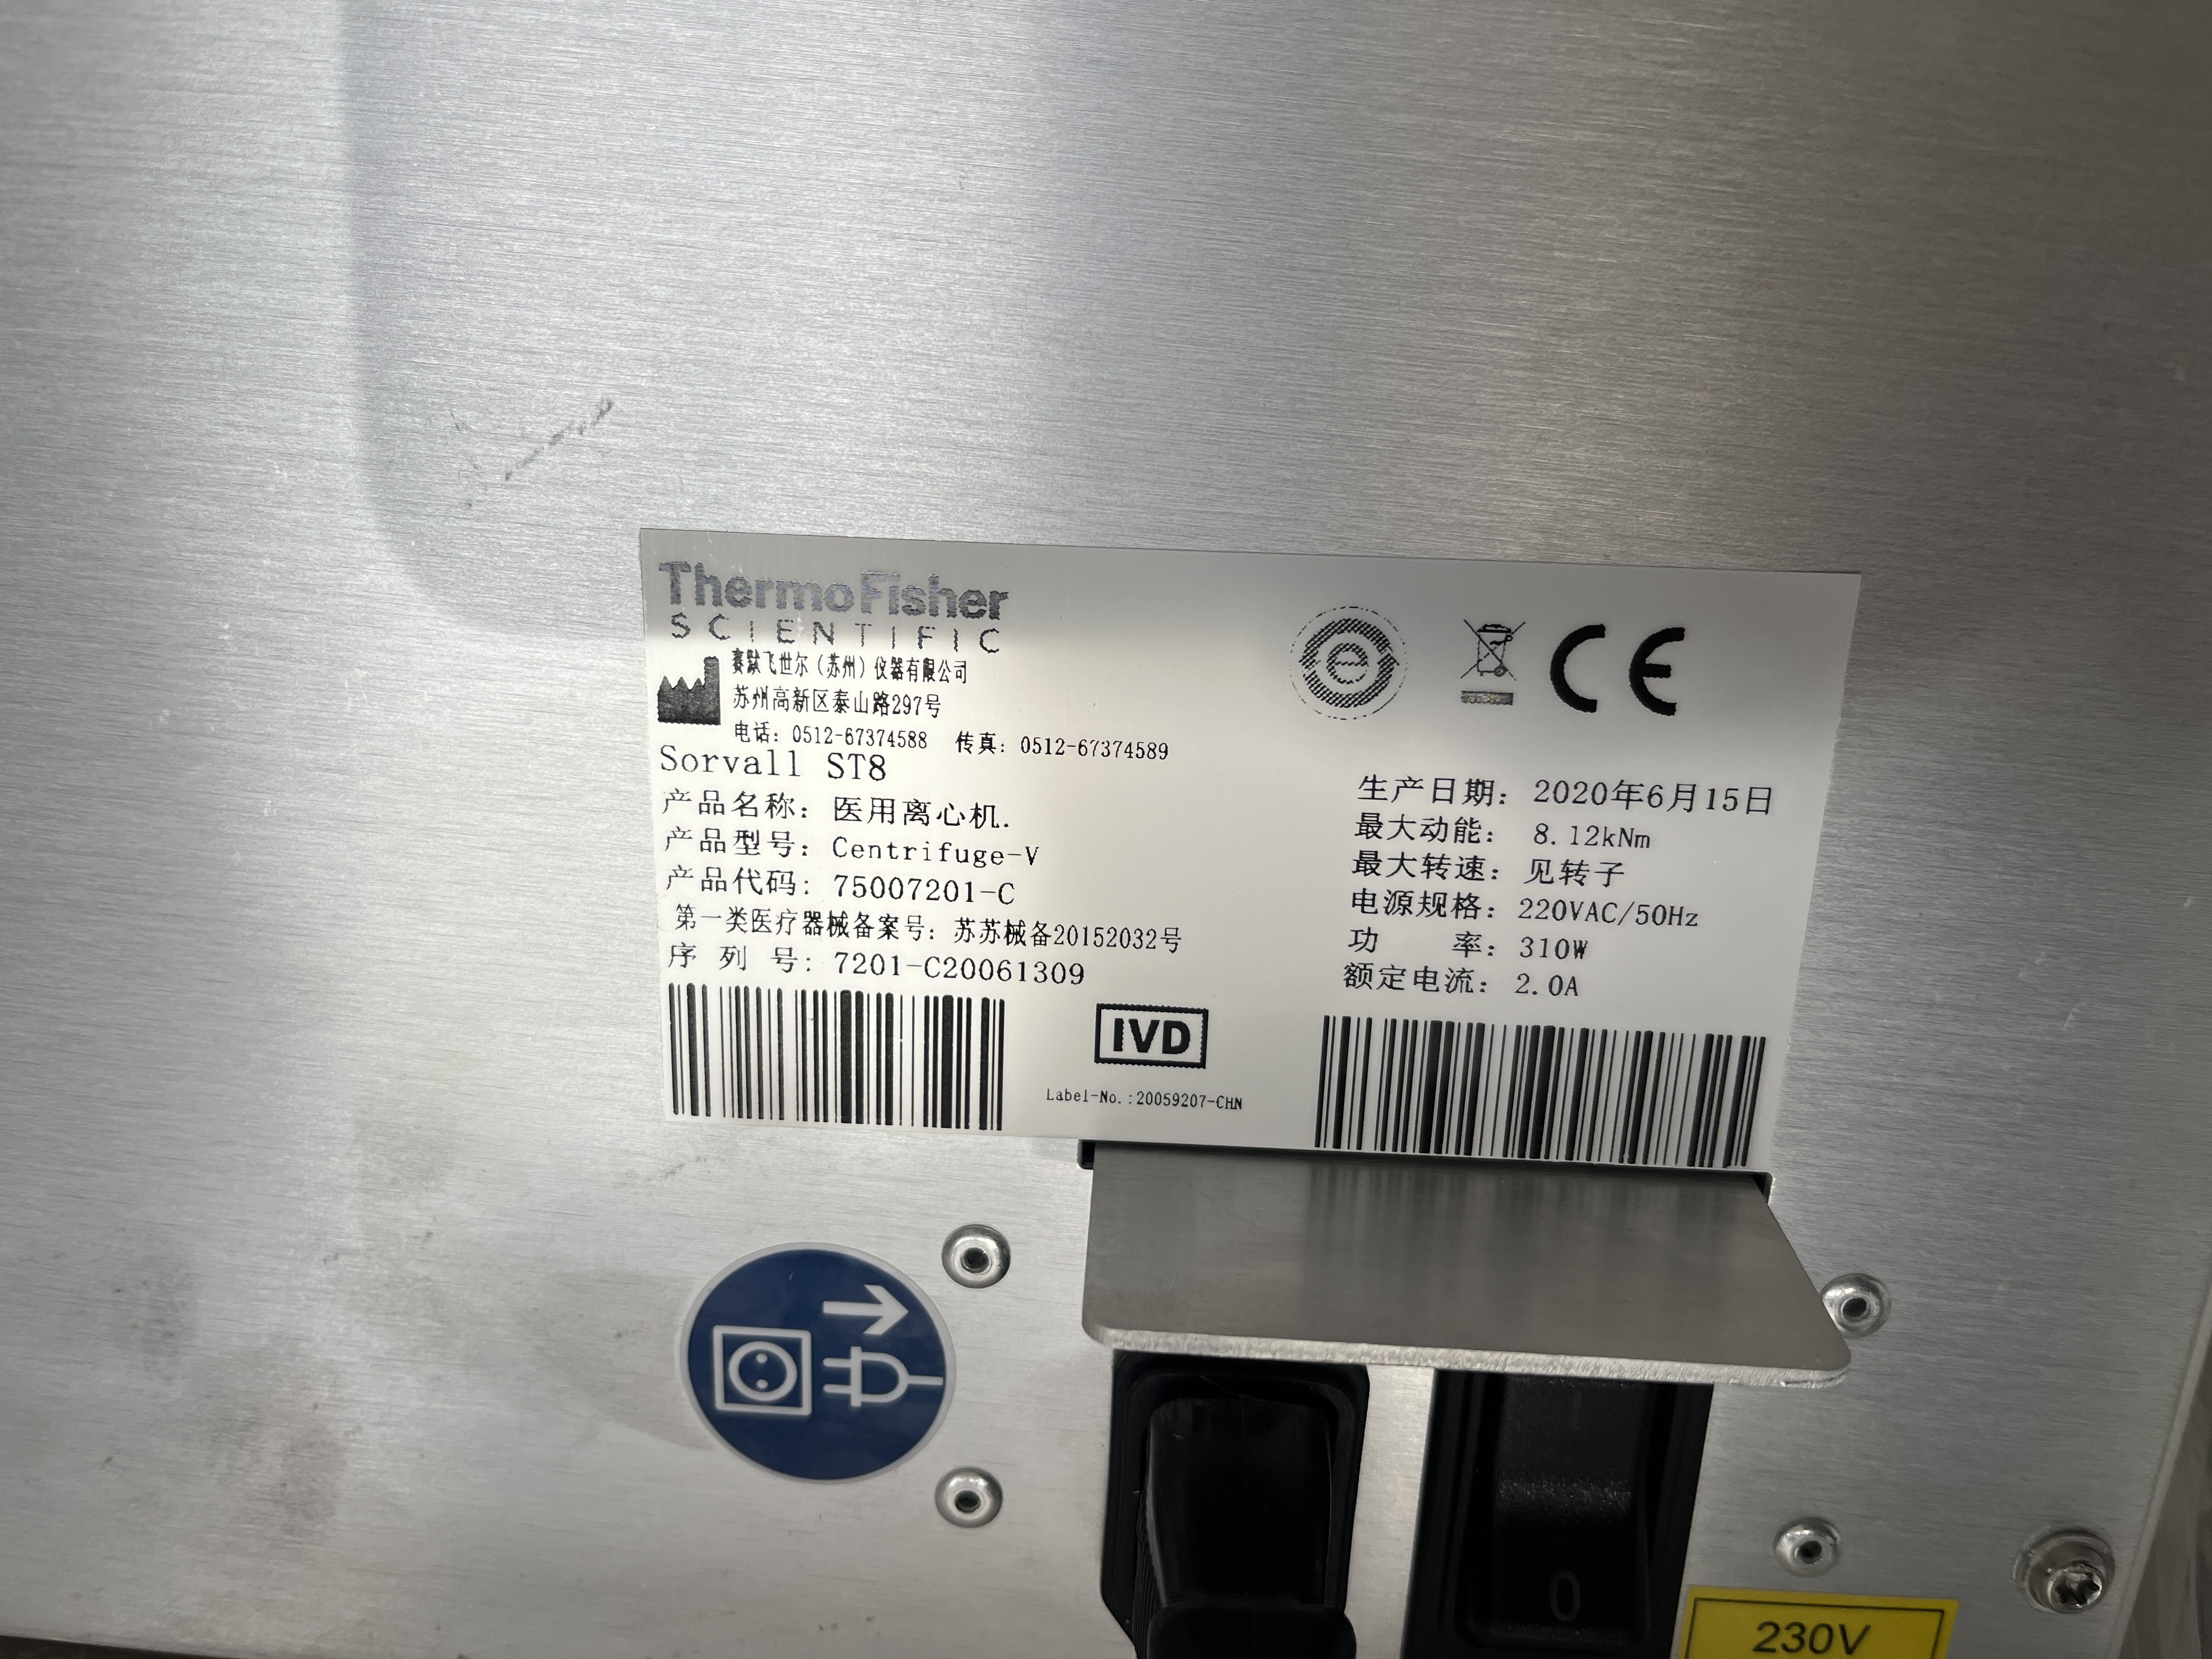 ThermoFisher
SCIENTIFIC
赛默飞世尔(苏州)仪器有限公司
苏州高新区泰山路297号
电话: 0512-67374588 传真: 0512-67374589
Sorvall ST8
产品名称: 医用离心机.
产品型号: Centrifuge-V
产品代码: 75007201-C
第一类医疗器械备案号: 苏苏械备20152032号
序 列 号: 7201-C20061309
IVD
Label-No.:20059207-CHN
e
CE
生产日期: 2020年6月15日
最大动能: 8.12kNm
最大转速: 见转子
电源规格: 220VAC/50Hz
功 率: 310W
额定电流: 2.0A
0
230V